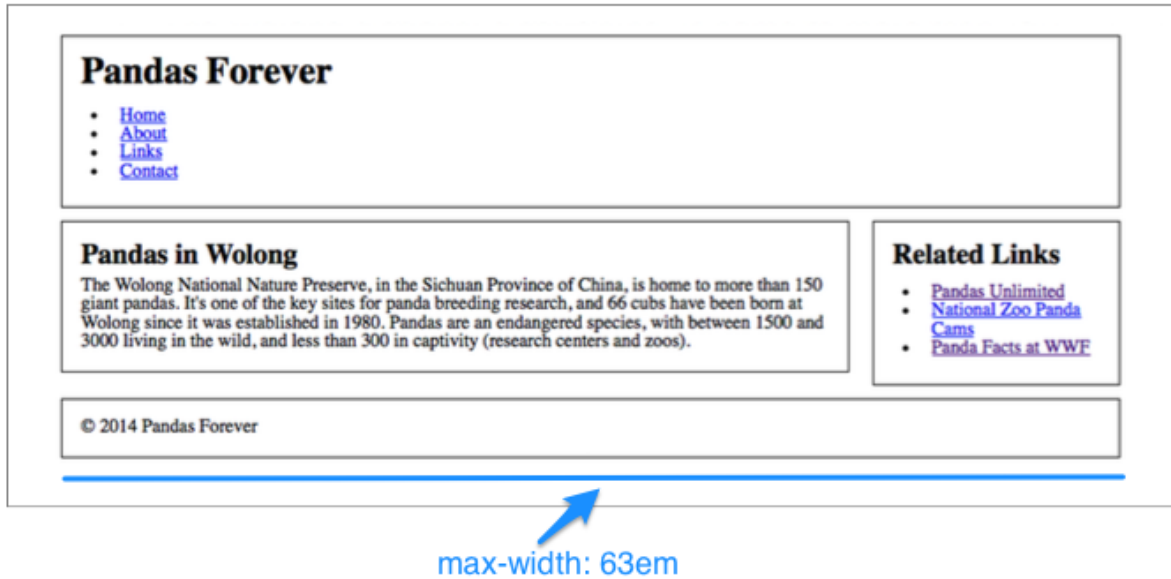 Pandas Forever
• Home
• About
• Links
• Contact
Pandas in Wolong
The Wolong National Nature Preserve, in the Sichuan Province of China, is home to more than 150
giant pandas. It's one of the key sites for panda breeding research, and 66 cubs have been born at
Wolong since it was established in 1980. Pandas are an endangered species, with between 1500 and
3000 living in the wild, and less than 300 in captivity (research centers and zoos).
Related Links
• Pandas Unlimited
• National Zoo Panda
Cams
• Panda Facts at WWF
© 2014 Pandas Forever
max-width: 63em